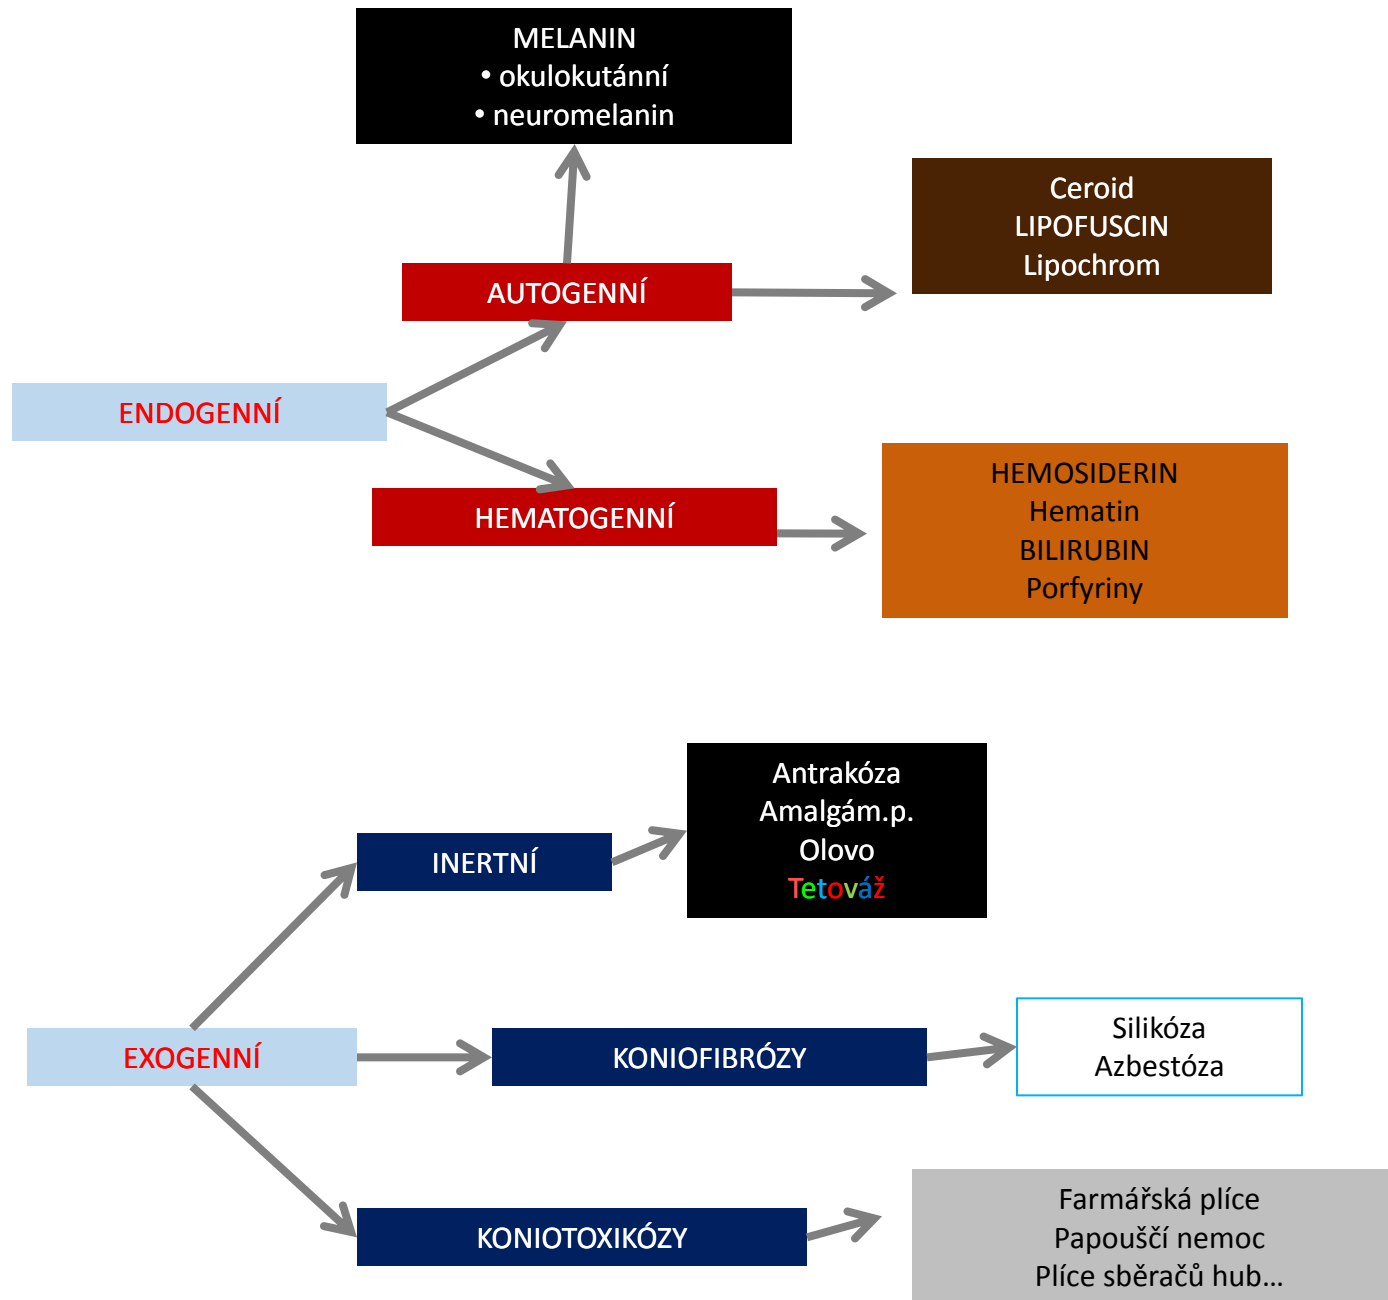 MELANIN
• okulokutánní
• neuromelanin
Ceroid
LIPOFUSCIN
Lipochrom
AUTOGENNÍ
ENDOGENNÍ
HEMATOGENNÍ
HEMOSIDERIN
Hematin
BILIRUBIN
Porfyriny
Antrakóza
Amalgám.p.
Olovo
Tetováž
INERTNÍ
EXOGENNÍ
KONIOFIBRÓZY
Silikóza
Azbestóza
KONIOTOXIKÓZY
Farmářská plíce
Papouščí nemoc
Plíce sběračů hub...